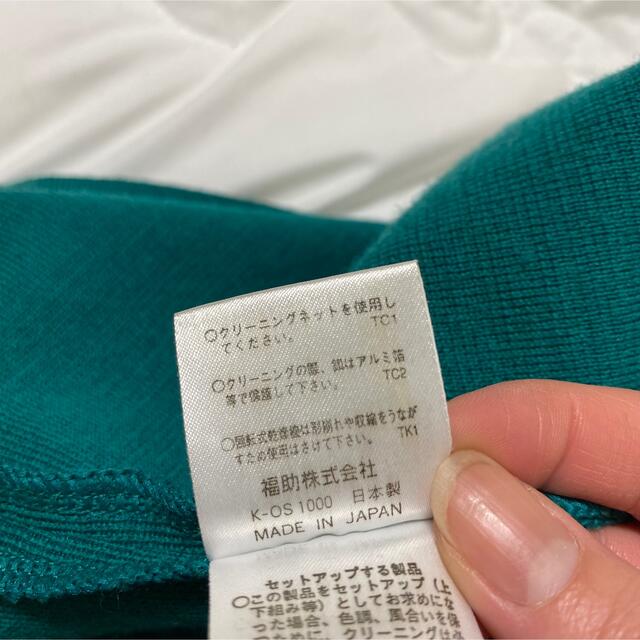 ○クリーニングネットを使用し
てください。 TC1
○クリーニングの際、釦はアルミ箔
等で保護して下さい。 TC2
○回転式乾燥機は型崩れや収縮をうなが
すため使用はさけて下さい。 TK1
福助株式会社
K-OS 1000 日本製
MADE IN JAPAN
セットアップする製品
○この製品をセットアップ（上
下組み等）としてお求めにな
った場合、色調、風合いを保
つために、クリーニングは